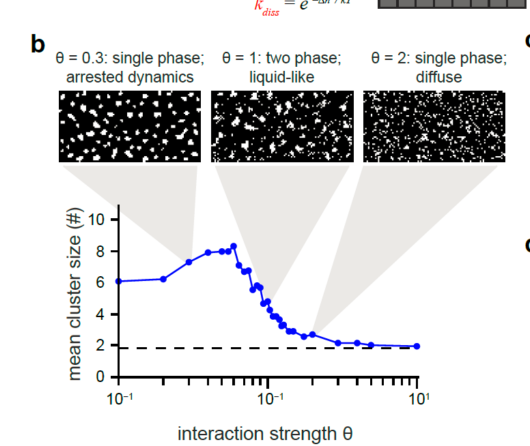 k_diss = e^-Δh°/kT
b
θ = 0.3: single phase;
arrested dynamics
θ = 1: two phase;
liquid-like
θ = 2: single phase;
diffuse
mean cluster size (#)
10
8
6
4
2
0
10⁻¹
10⁻¹
10¹
interaction strength θ